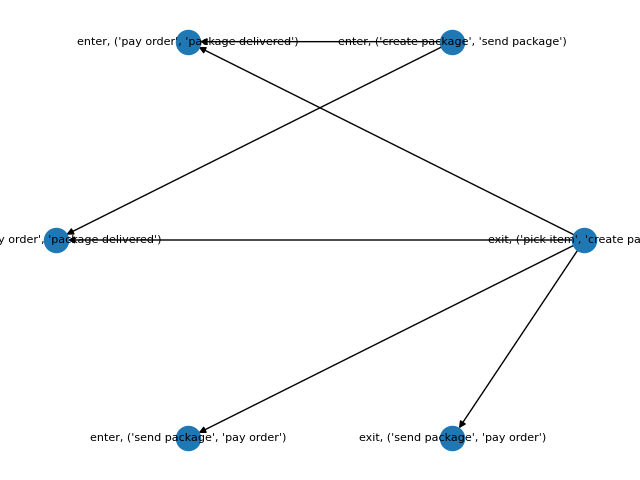 enter, ('pay order', 'package delivered')
enter, ('create package', 'send package')
y order', 'package delivered')
exit, ('pick item', 'create pa
enter, ('send package', 'pay order')
exit, ('send package', 'pay order')